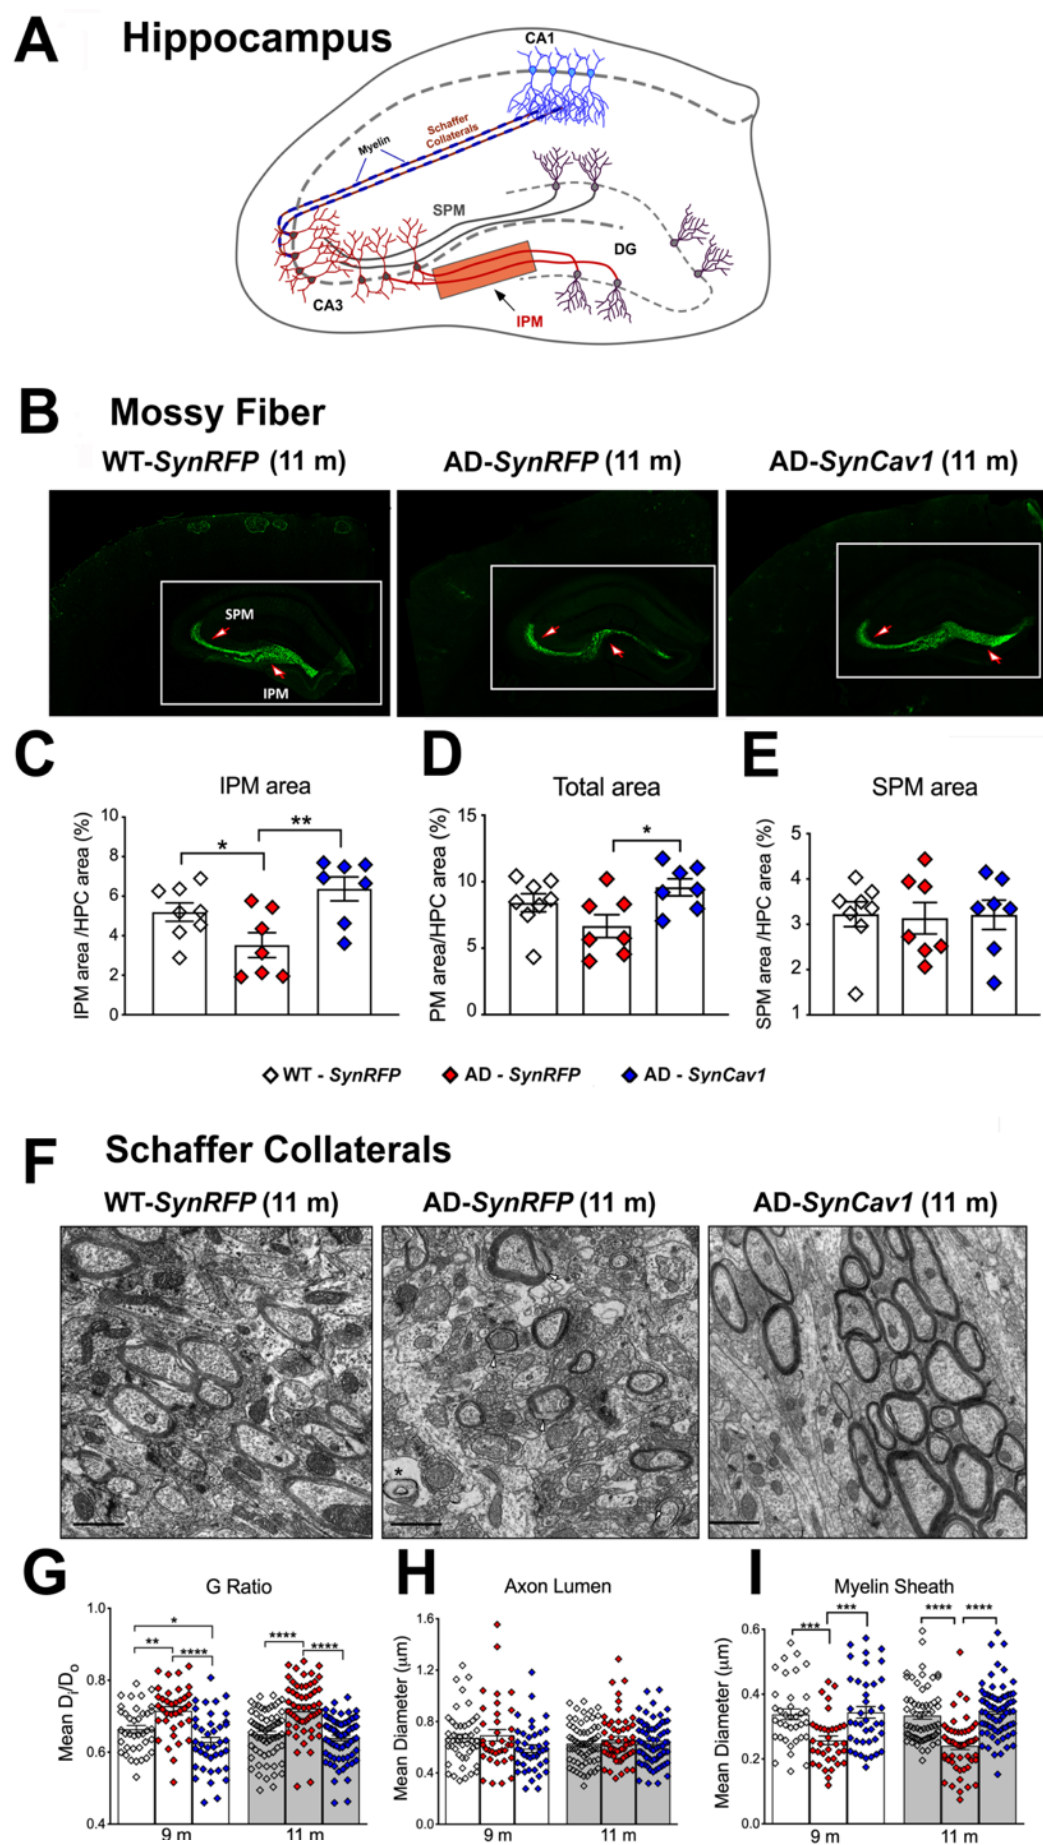 A Hippocampus
CA1
Schaffer
Collaterals
Myelin
SPM
DG
CA3
IPM
B Mossy Fiber
WT-SynRFP (11 m) AD-SynRFP (11 m) AD-SynCav1 (11 m)
SPM
IPM
C D E
IPM area Total area SPM area
IPM area /HPC area (%)
10
8
6
4
2
0
* **
PM area/HPC area (%)
15
10
5
0
*
SPM area /HPC area (%)
5
4
3
2
1
WT - SynRFP AD - SynRFP AD - SynCav1
F Schaffer Collaterals
WT-SynRFP (11 m) AD-SynRFP (11 m) AD-SynCav1 (11 m)
*
G H I
G Ratio Axon Lumen Myelin Sheath
Mean Di/Do
1.0
0.8
0.6
0.4
*
** **** **** ****
9 m 11 m
Mean Diameter (µm)
1.6
1.2
0.8
0.4
0.0
9 m 11 m
Mean Diameter (µm)
0.6
0.4
0.2
0.0
*** *** **** ****
9 m 11 m